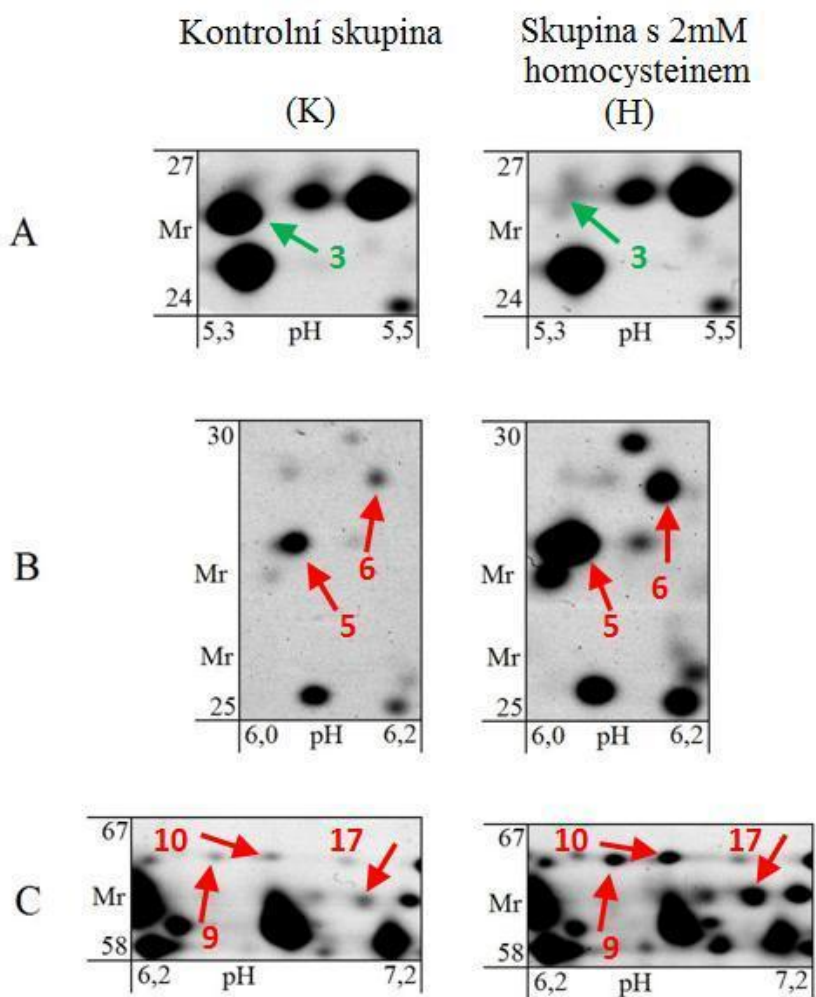 Kontrolní skupina
(K)
Skupina s 2mM
homocysteinem
(H)
A
27
Mr
24
3
5,3 pH 5,5
27
Mr
24
3
5,3 pH 5,5
B
30
Mr
Mr
25
6
5
6,0 pH 6,2
30
Mr
Mr
25
6
5
6,0 pH 6,2
C
67
Mr
58
10 17
9
6,2 pH 7,2
67
Mr
58
10 17
9
6,2 pH 7,2